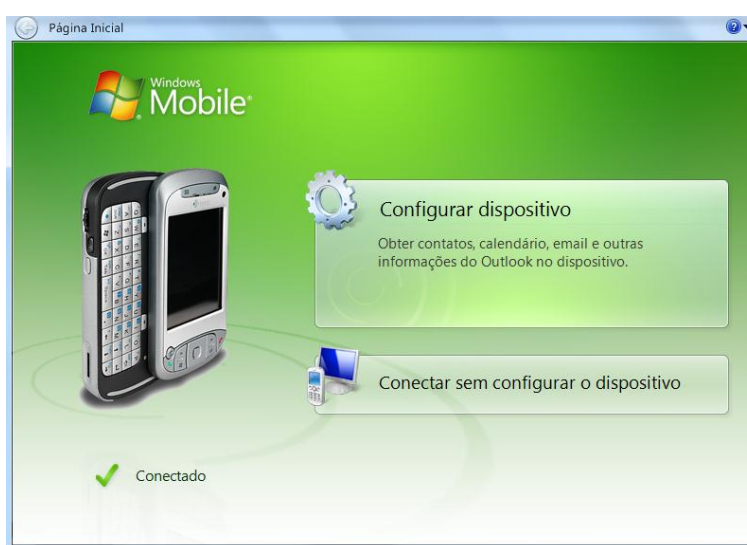 Página Inicial
Windows
Mobile®
Configurar dispositivo
Obter contatos, calendário, email e outras
informações do Outlook no dispositivo.
Conectar sem configurar o dispositivo
Conectado